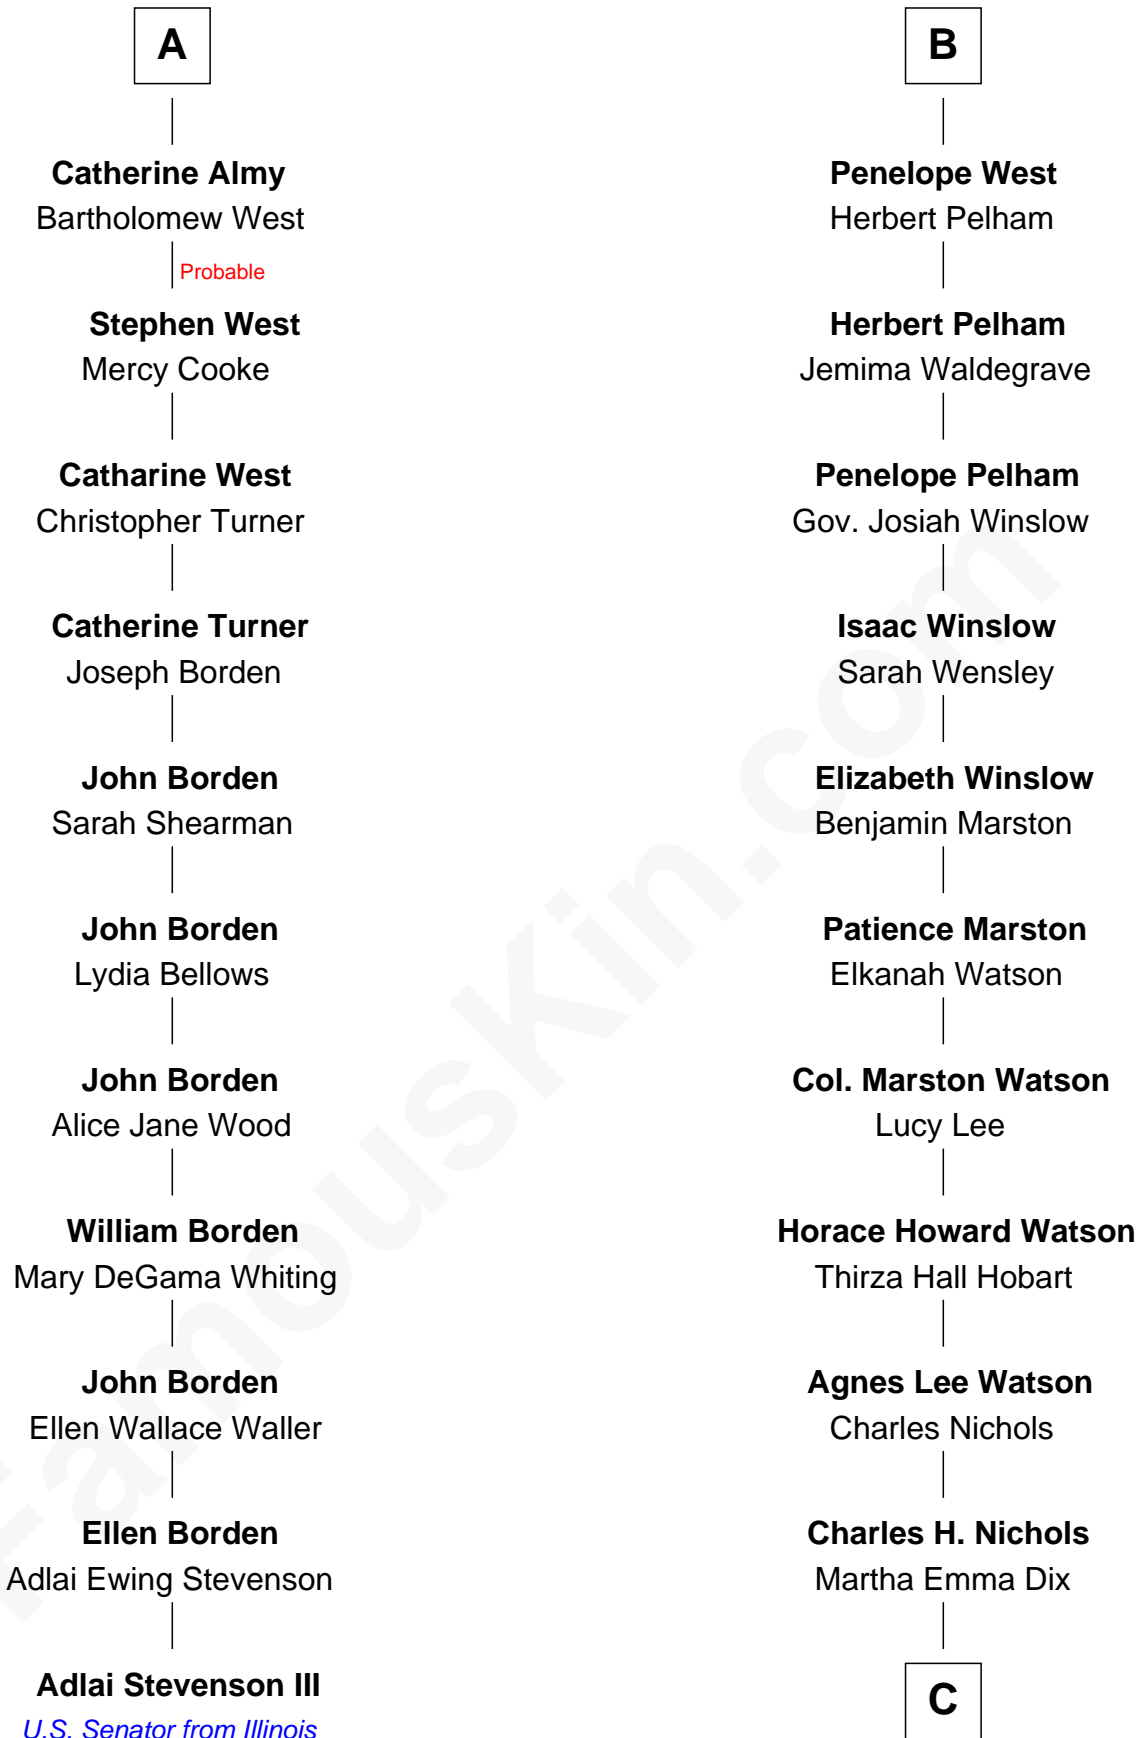 A
Catherine Almy
Bartholomew West
Probable
Stephen West
Mercy Cooke
Catharine West
Christopher Turner
Catherine Turner
Joseph Borden
John Borden
Sarah Shearman
John Borden
Lydia Bellows
John Borden
Alice Jane Wood
William Borden
Mary DeGama Whiting
John Borden
Ellen Wallace Waller
Ellen Borden
Adlai Ewing Stevenson
Adlai Stevenson III
U.S. Senator from Illinois
B
Penelope West
Herbert Pelham
Herbert Pelham
Jemima Waldegrave
Penelope Pelham
Gov. Josiah Winslow
Isaac Winslow
Sarah Wensley
Elizabeth Winslow
Benjamin Marston
Patience Marston
Elkanah Watson
Col. Marston Watson
Lucy Lee
Horace Howard Watson
Thirza Hall Hobart
Agnes Lee Watson
Charles Nichols
Charles H. Nichols
Martha Emma Dix
C
FamousKin.com